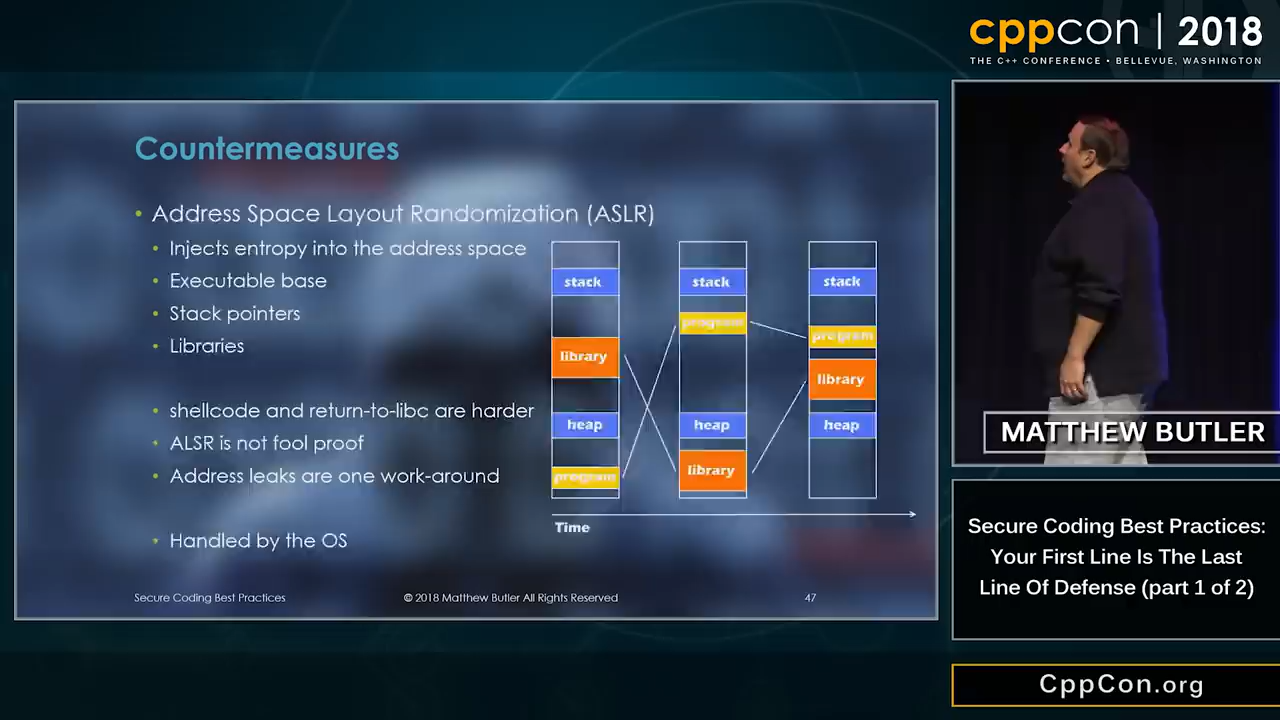 cppcon | 2018
THE C++ CONFERENCE • BELLEVUE, WASHINGTON
Countermeasures
• Address Space Layout Randomization (ASLR)
• Injects entropy into the address space
• Executable base
• Stack pointers
• Libraries
• shellcode and return-to-libc are harder
• ALSR is not fool proof
• Address leaks are one work-around
• Handled by the OS
stack
library
heap
program
stack
program
heap
library
stack
program
library
heap
Time
Secure Coding Best Practices
© 2018 Matthew Butler All Rights Reserved
47
MATTHEW BUTLER
Secure Coding Best Practices:
Your First Line Is The Last
Line Of Defense (part 1 of 2)
CppCon.org